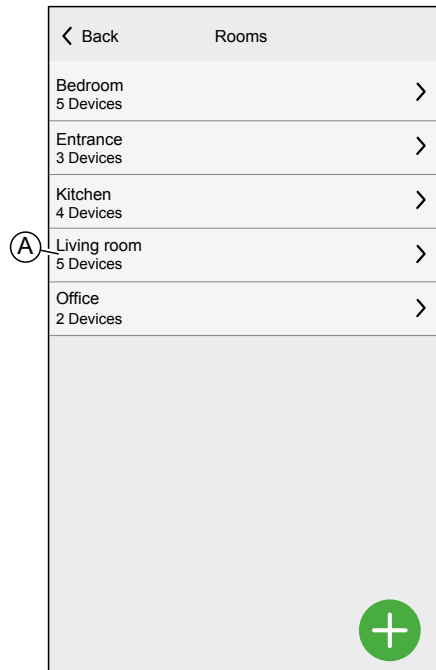 Back Rooms
Bedroom
5 Devices
Entrance
3 Devices
Kitchen
4 Devices
A Living room
5 Devices
Office
2 Devices